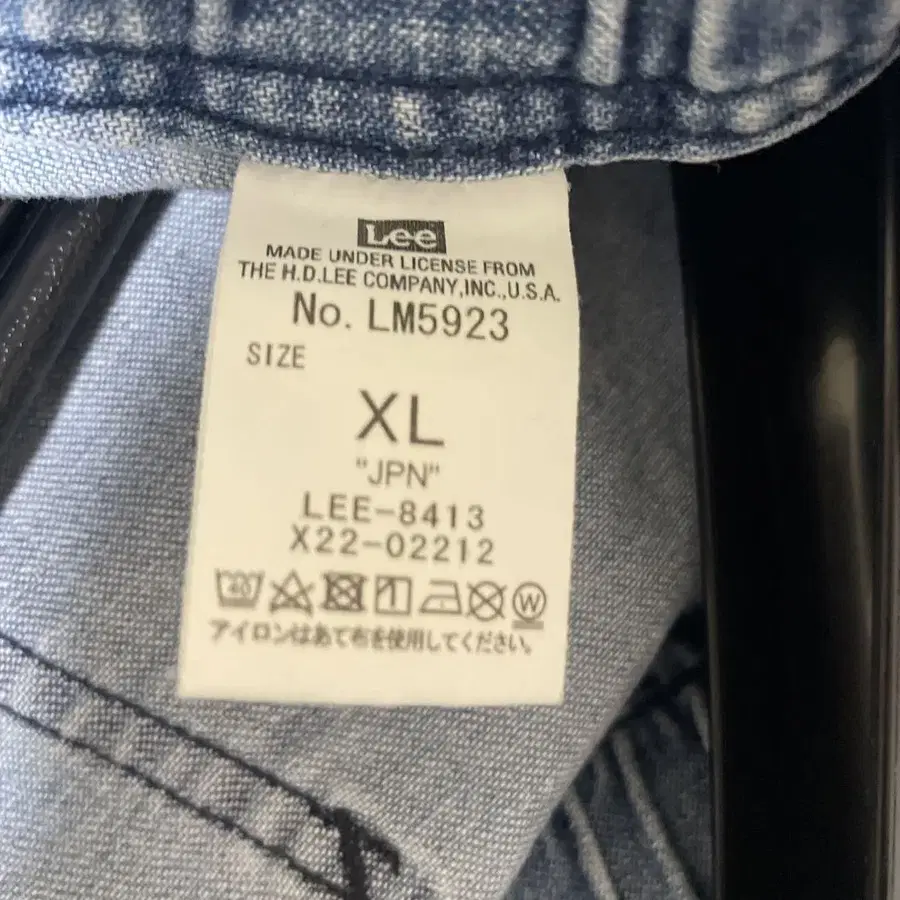 Lee
MADE UNDER LICENSE FROM
THE H.D.LEE COMPANY,INC.,U.S.A.
No. LM5923
SIZE
XL
"JPN"
LEE-8413
X22-02212
40 W
アイロンはあて布を使用してください。